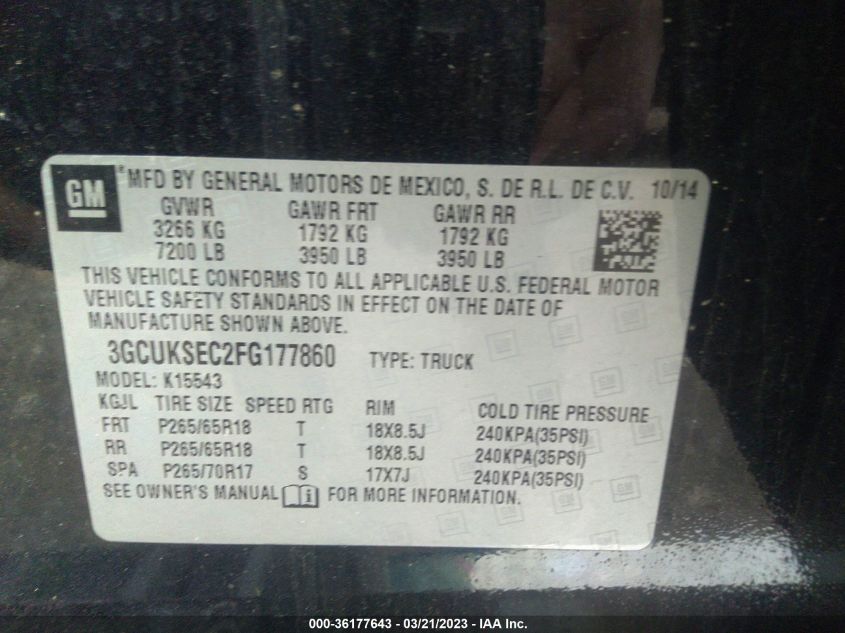 GM
MFD BY GENERAL MOTORS DE MEXICO, S. DE R.L. DE C.V. 10/14
GVWR GAWR FRT GAWR RR
3266 KG 1792 KG 1792 KG
7200 LB 3950 LB 3950 LB
THIS VEHICLE CONFORMS TO ALL APPLICABLE U.S. FEDERAL MOTOR
VEHICLE SAFETY STANDARDS IN EFFECT ON THE DATE OF
MANUFACTURE SHOWN ABOVE.
3GCUKSEC2FG177860 TYPE: TRUCK
MODEL: K15543
KGJL TIRE SIZE SPEED RTG RIM COLD TIRE PRESSURE
FRT P265/65R18 T 18X8.5J 240KPA(35PSI)
RR P265/65R18 T 18X8.5J 240KPA(35PSI)
SPA P265/70R17 S 17X7J 240KPA(35PSI)
SEE OWNER'S MANUAL FOR MORE INFORMATION.
000-36177643 - 03/21/2023 - IAA Inc.